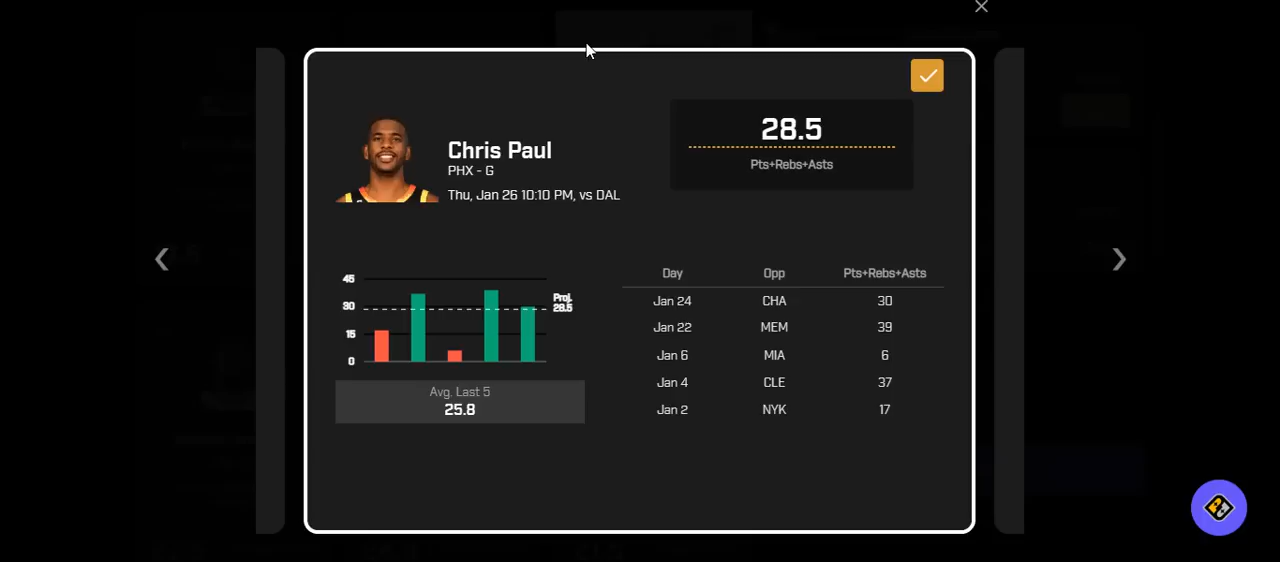 28.5
Pts+Rebs+Asts
Chris Paul
PHX - G
Thu, Jan 26 10:10 PM, vs DAL
45
30
15
0
Proj.
28.5
Avg. Last 5
25.8
Day Opp Pts+Rebs+Asts
Jan 24 CHA 30
Jan 22 MEM 39
Jan 6 MIA 6
Jan 4 CLE 37
Jan 2 NYK 17